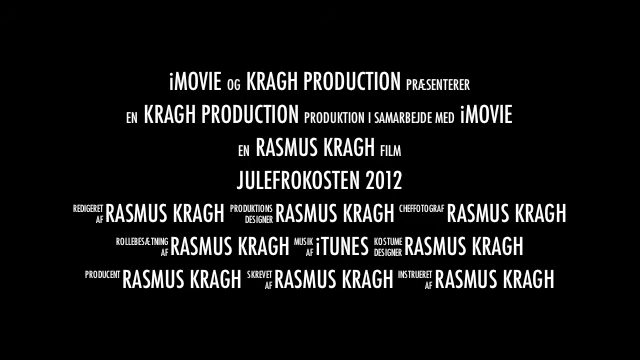 iMOVIE OG KRAGH PRODUCTION PRÆSENTERER
EN KRAGH PRODUCTION PRODUKTION I SAMARBEJDE MED iMOVIE
EN RASMUS KRAGH FILM
JULEFROKOSTEN 2012
REDIGERET AF RASMUS KRAGH PRODUKTIONS DESIGNER RASMUS KRAGH CHEFFOTOGRAF RASMUS KRAGH
ROLLEBESÆTNING AF RASMUS KRAGH MUSIK AF iTUNES KOSTUME DESIGNER RASMUS KRAGH
PRODUCENT RASMUS KRAGH SKREVET AF RASMUS KRAGH INSTRUERET AF RASMUS KRAGH